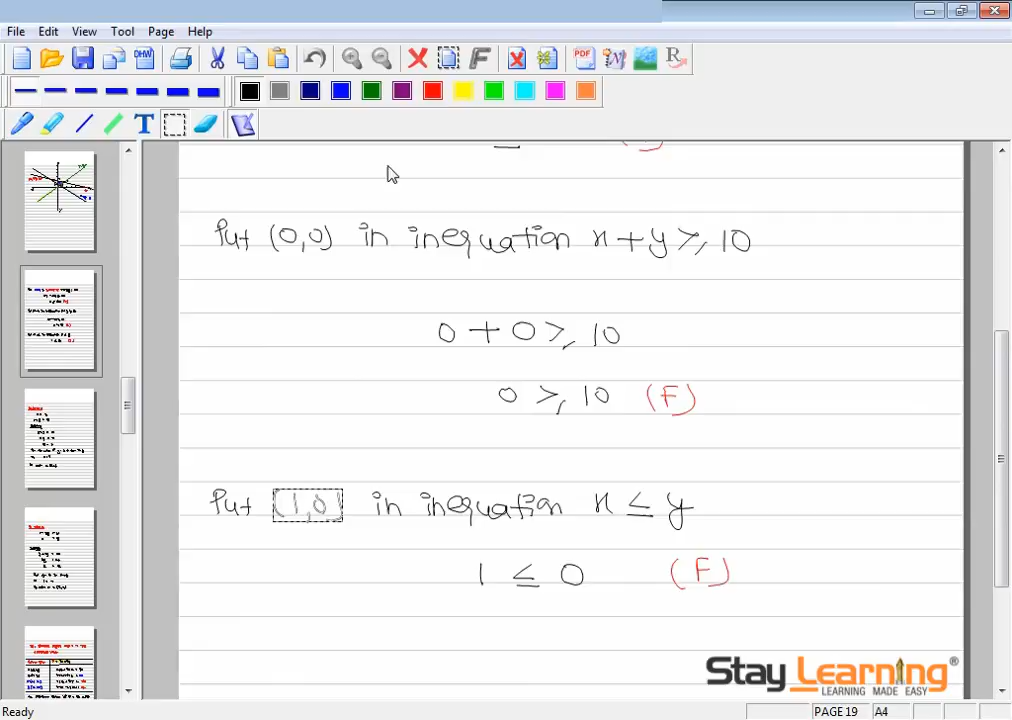 File Edit View Tool Page Help
Put (0,0) in inequation x + y ≥ 10
0 + 0 ≥ 10
0 ≥ 10 (F)
Put (1,0) in inequation x ≤ y
1 ≤ 0 (F)
Stay Learning®
LEARNING MADE EASY
Ready PAGE 19 A4